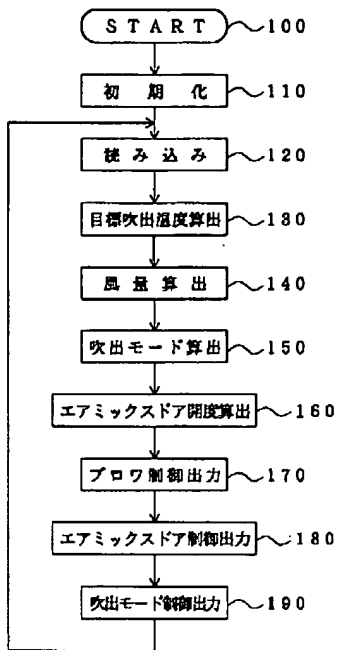 START 100
初期化 110
読み込み 120
目標吹出温度算出 130
風量算出 140
吹出モード算出 150
エアミックスドア開度算出 160
ブロワ制御出力 170
エアミックスドア制御出力 180
吹出モード制御出力 190